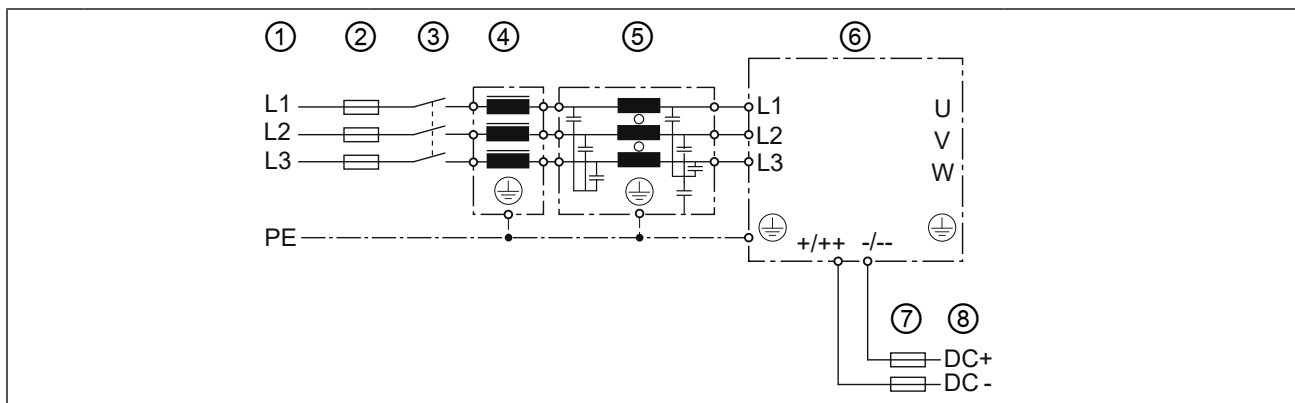 ① ② ③ ④ ⑤ ⑥
L1
L2
L3
PE
L1
L2
L3
U
V
W
+/++ -/--
⑦ ⑧
DC+
DC -